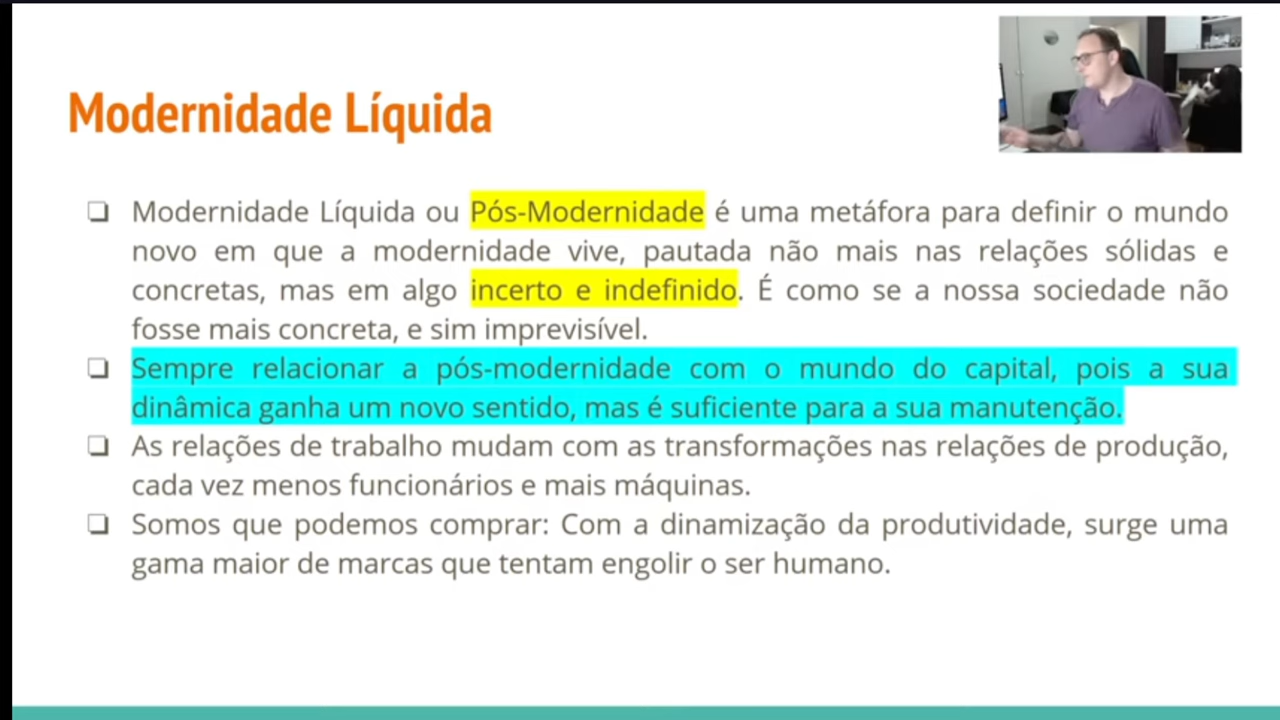 Modernidade Líquida
Modernidade Líquida ou Pós-Modernidade é uma metáfora para definir o mundo
novo em que a modernidade vive, pautada não mais nas relações sólidas e
concretas, mas em algo incerto e indefinido. É como se a nossa sociedade não
fosse mais concreta, e sim imprevisível.
Sempre relacionar a pós-modernidade com o mundo do capital, pois a sua
dinâmica ganha um novo sentido, mas é suficiente para a sua manutenção.
As relações de trabalho mudam com as transformações nas relações de produção,
cada vez menos funcionários e mais máquinas.
Somos que podemos comprar: Com a dinamização da produtividade, surge uma
gama maior de marcas que tentam engolir o ser humano.